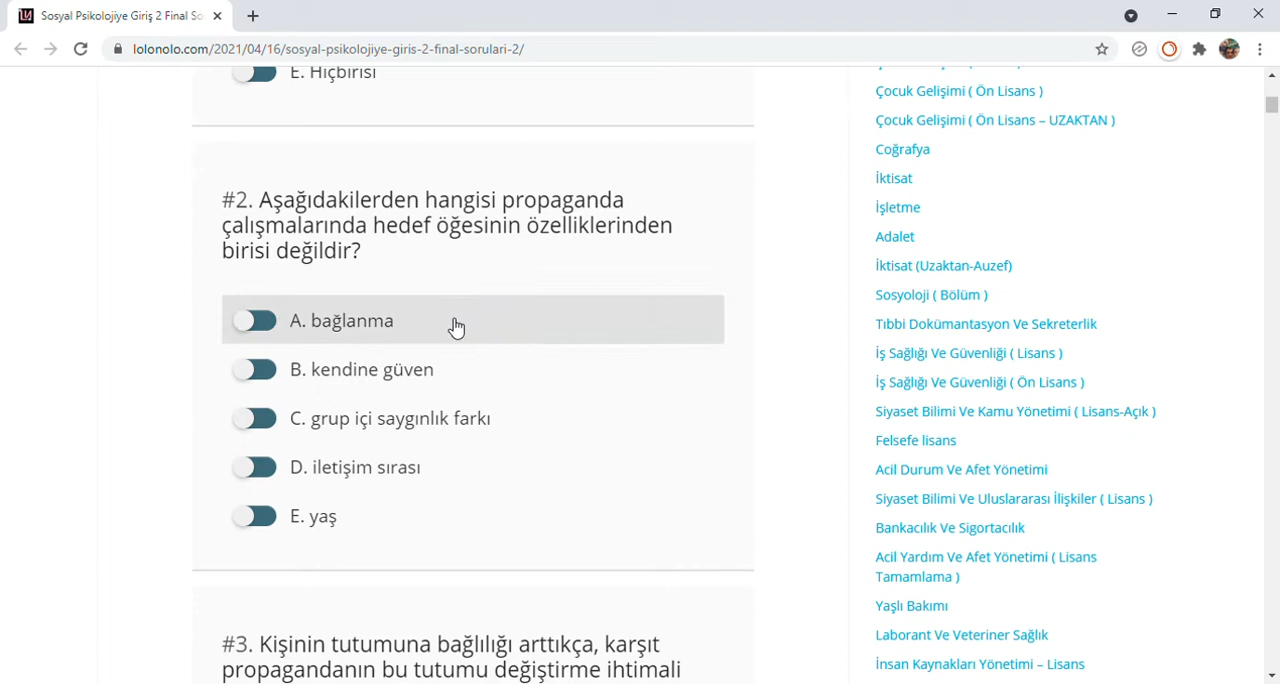 Sosyal Psikolojiye Giriş 2 Final So
lolonolo.com/2021/04/16/sosyal-psikolojiye-giris-2-final-sorulari-2/
E. Hiçbirisi
#2. Aşağıdakilerden hangisi propaganda
çalışmalarında hedef öğesinin özelliklerinden
birisi değildir?
A. bağlanma
B. kendine güven
C. grup içi saygınlık farkı
D. iletişim sırası
E. yaş
#3. Kişinin tutumuna bağlılığı arttıkça, karşıt
propagandanın bu tutumu değiştirme ihtimali
Çocuk Gelişimi ( Ön Lisans )
Çocuk Gelişimi ( Ön Lisans – UZAKTAN )
Coğrafya
İktisat
İşletme
Adalet
İktisat (Uzaktan-Auzef)
Sosyoloji ( Bölüm )
Tıbbi Dokümantasyon Ve Sekreterlik
İş Sağlığı Ve Güvenliği ( Lisans )
İş Sağlığı Ve Güvenliği ( Ön Lisans )
Siyaset Bilimi Ve Kamu Yönetimi ( Lisans-Açık )
Felsefe lisans
Acil Durum Ve Afet Yönetimi
Siyaset Bilimi Ve Uluslararası İlişkiler ( Lisans )
Bankacılık Ve Sigortacılık
Acil Yardım Ve Afet Yönetimi ( Lisans
Tamamlama )
Yaşlı Bakımı
Laborant Ve Veteriner Sağlık
İnsan Kaynakları Yönetimi – Lisans